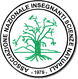 ASSOCIAZIONE NAZIONALE INSEGNANTI SCIENZE NATURALI
- 1979 -